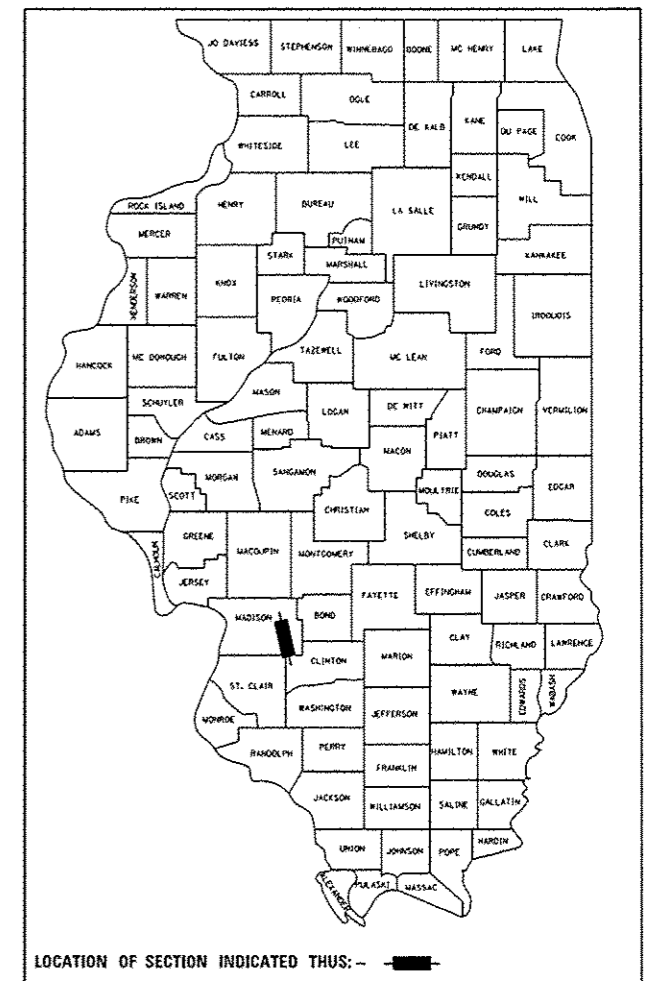 JO DAVIESS
STEPHENSON
WINNEBAGO
BOONE
MC HENRY
LAKE
CARROLL
OGLE
DE KALB
KANE
DU PAGE
COOK
WHITESIDE
LEE
KENDALL
WILL
ROCK ISLAND
HENRY
BUREAU
LA SALLE
GRUNDY
MERCER
PUTNAM
STARK
MARSHALL
KANKAKEE
HENDERSON
WARREN
KNOX
PEORIA
WOODFORD
LIVINGSTON
IROQUOIS
HANCOCK
MC DONOUGH
FULTON
TAZEWELL
MC LEAN
FORD
MASON
SCHUYLER
LOGAN
DE WITT
CHAMPAIGN
VERMILION
ADAMS
BROWN
CASS
MENARD
PIATT
MACON
SANGAMON
MORGAN
DOUGLAS
EDGAR
PIKE
SCOTT
MOULTRIE
COLES
CHRISTIAN
CALHOUN
GREENE
MACOUPIN
MONTGOMERY
SHELBY
CUMBERLAND
CLARK
JERSEY
FAYETTE
EFFINGHAM
JASPER
CRAWFORD
MADISON
BOND
CLAY
RICHLAND
LAWRENCE
CLINTON
MARION
ST. CLAIR
WAYNE
EDWARDS
WABASH
WASHINGTON
MONROE
JEFFERSON
RANDOLPH
PERRY
HAMILTON
WHITE
FRANKLIN
JACKSON
WILLIAMSON
SALINE
GALLATIN
UNION
JOHNSON
POPE
HARDIN
ALEXANDER
PULASKI
MASSAC
LOCATION OF SECTION INDICATED THUS: -